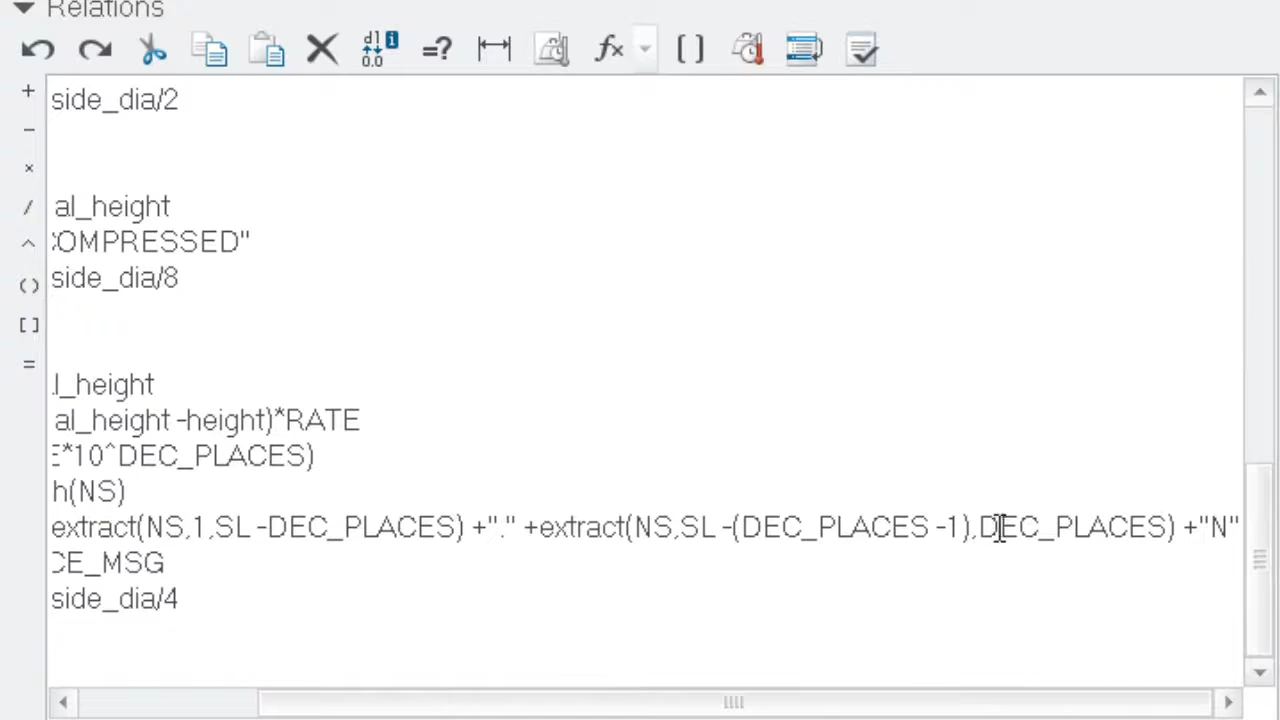 Relations
side_dia/2
al_height
COMPRESSED"
side_dia/8
l_height
al_height -height)*RATE
E*10^DEC_PLACES)
h(NS)
extract(NS,1,SL -DEC_PLACES) +"." +extract(NS,SL -(DEC_PLACES -1),DEC_PLACES) +"N"
CE_MSG
side_dia/4